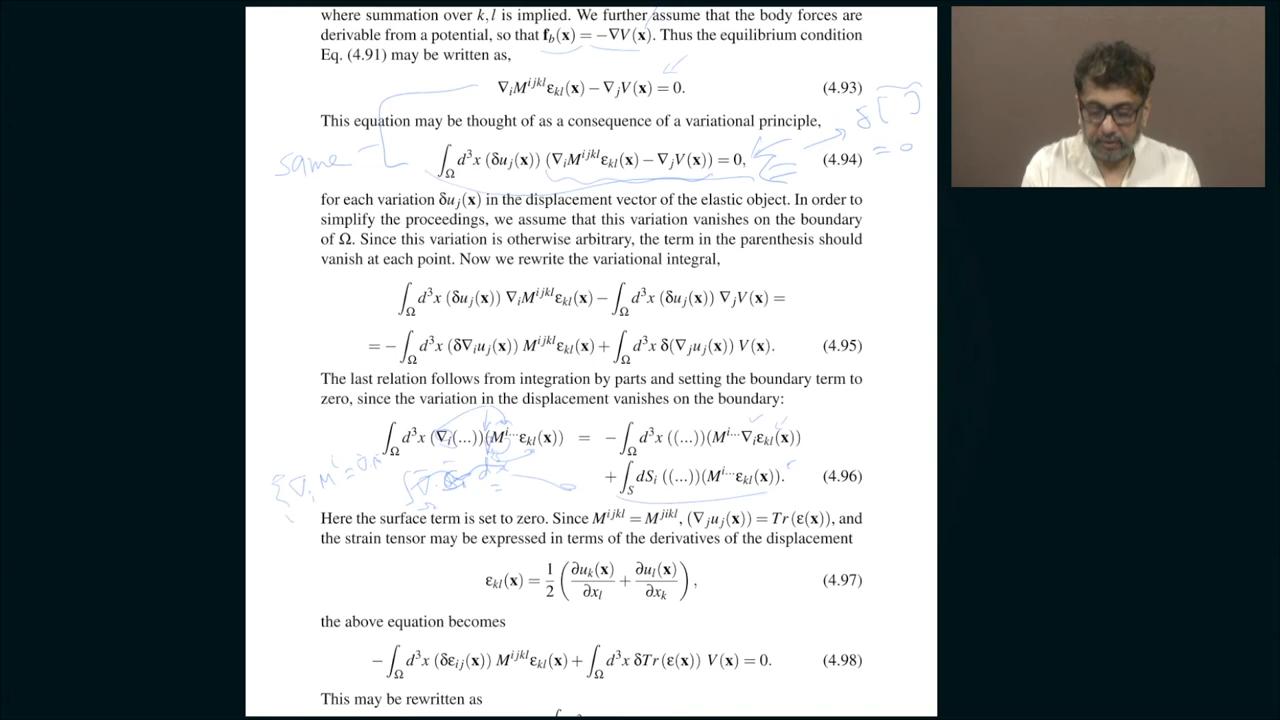 where summation over k, l is implied. We further assume that the body forces are
derivable from a potential, so that f_b(x) = −∇V(x). Thus the equilibrium condition
Eq. (4.91) may be written as,
∇_i M^{ijkl} ε_{kl}(x) − ∇_j V(x) = 0. (4.93)
δ[ ]
This equation may be thought of as a consequence of a variational principle,
same
∫_Ω d³x (δu_j(x)) (∇_i M^{ijkl} ε_{kl}(x) − ∇_j V(x)) = 0, (4.94)
= 0
for each variation δu_j(x) in the displacement vector of the elastic object. In order to
simplify the proceedings, we assume that this variation vanishes on the boundary
of Ω. Since this variation is otherwise arbitrary, the term in the parenthesis should
vanish at each point. Now we rewrite the variational integral,
∫_Ω d³x (δu_j(x)) ∇_i M^{ijkl} ε_{kl}(x) − ∫_Ω d³x (δu_j(x)) ∇_j V(x) =
= − ∫_Ω d³x (δ∇_i u_j(x)) M^{ijkl} ε_{kl}(x) + ∫_Ω d³x δ(∇_j u_j(x)) V(x). (4.95)
The last relation follows from integration by parts and setting the boundary term to
zero, since the variation in the displacement vanishes on the boundary:
∫_Ω d³x (∇_i(...))(M^{i...} ε_{kl}(x)) = − ∫_Ω d³x ((...))(M^{i...} ∇_i ε_{kl}(x))
+ ∫_S dS_i ((...))(M^{i...} ε_{kl}(x)). (4.96)
Here the surface term is set to zero. Since M^{ijkl} = M^{jikl}, (∇_j u_j(x)) = Tr(ε(x)), and
the strain tensor may be expressed in terms of the derivatives of the displacement
ε_{kl}(x) = 1/2 (∂u_k(x)/∂x_l + ∂u_l(x)/∂x_k), (4.97)
the above equation becomes
− ∫_Ω d³x (δε_{ij}(x)) M^{ijkl} ε_{kl}(x) + ∫_Ω d³x δTr(ε(x)) V(x) = 0. (4.98)
This may be rewritten as